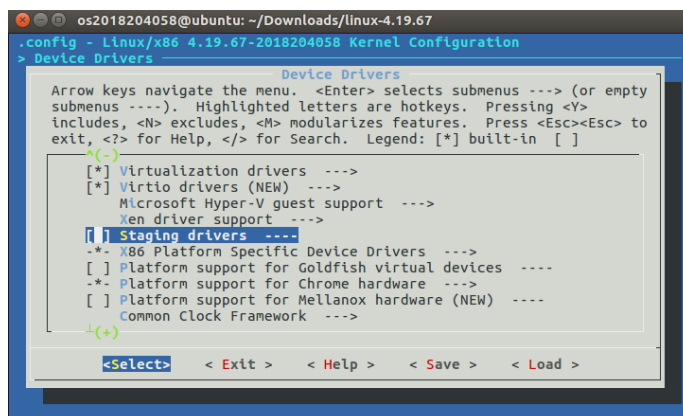 os2018204058@ubuntu: ~/Downloads/linux-4.19.67
.config - Linux/x86 4.19.67-2018204058 Kernel Configuration
> Device Drivers
Device Drivers
Arrow keys navigate the menu.  <Enter> selects submenus ---> (or empty
submenus ----).  Highlighted letters are hotkeys.  Pressing <Y>
includes, <N> excludes, <M> modularizes features.  Press <Esc><Esc> to
exit, <?> for Help, </> for Search.  Legend: [*] built-in  [ ]
^(-)
[*] Virtualization drivers  --->
[*] Virtio drivers (NEW)  --->
Microsoft Hyper-V guest support  --->
Xen driver support  --->
[ ] Staging drivers  ----
-*- X86 Platform Specific Device Drivers  --->
[ ] Platform support for Goldfish virtual devices  ----
-*- Platform support for Chrome hardware  --->
[ ] Platform support for Mellanox hardware (NEW)  ----
Common Clock Framework  --->
┴(+)
<Select>    < Exit >    < Help >    < Save >    < Load >